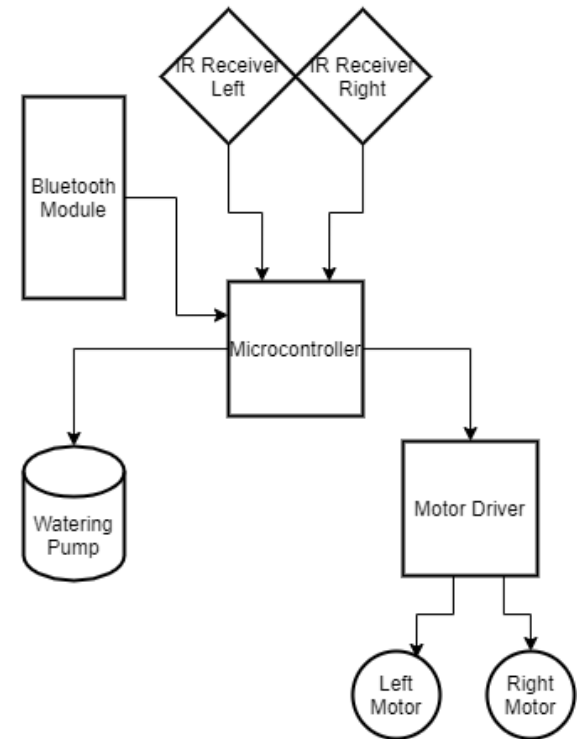 IR Receiver
Left
IR Receiver
Right
Bluetooth
Module
Microcontroller
Watering
Pump
Motor Driver
Left
Motor
Right
Motor